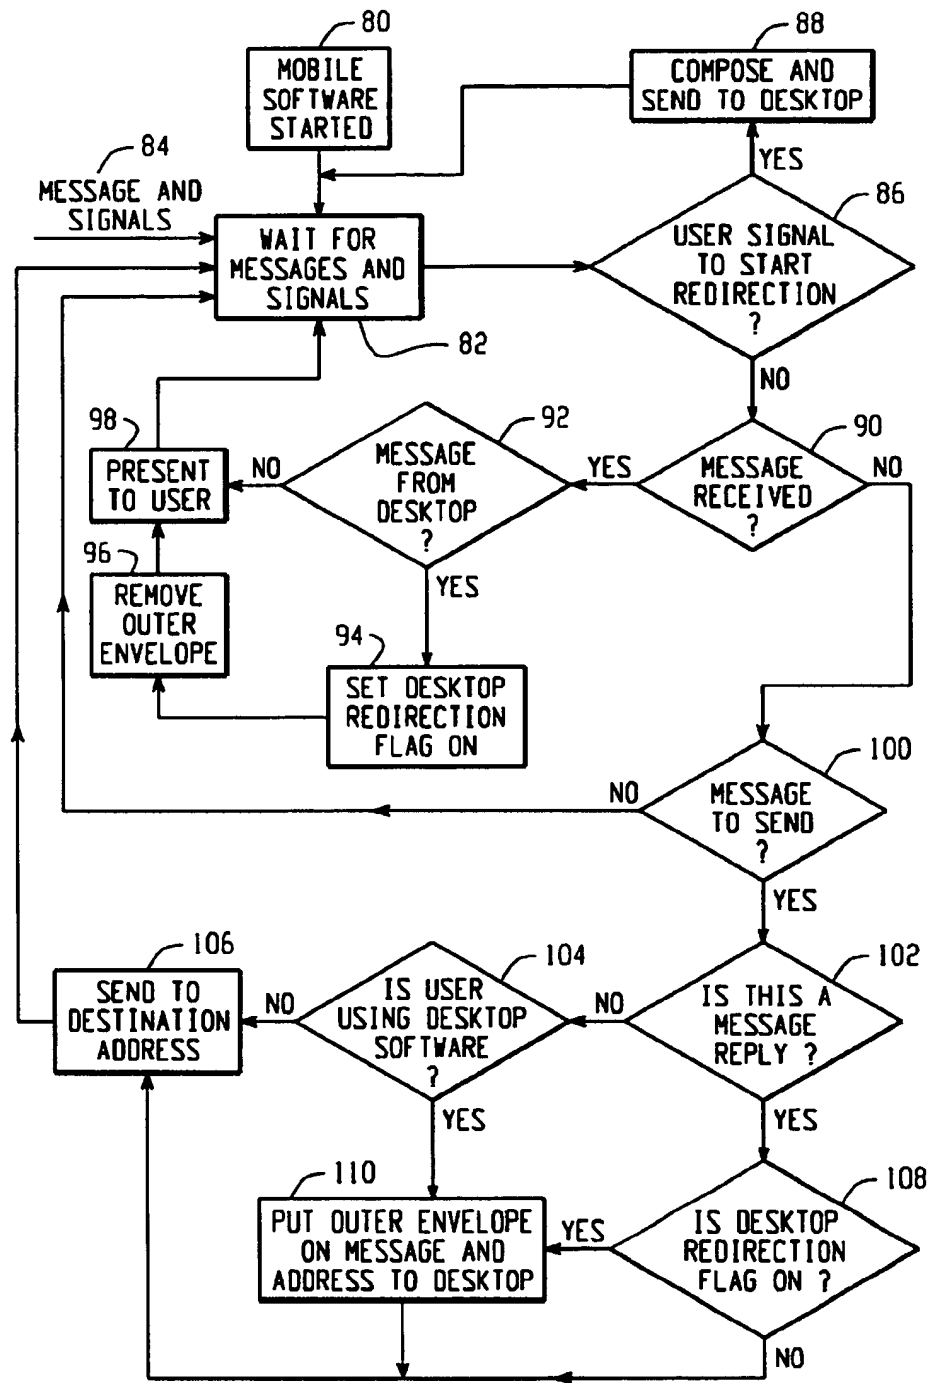 80
MOBILE
SOFTWARE
STARTED
88
COMPOSE AND
SEND TO DESKTOP
YES
84
MESSAGE AND
SIGNALS
WAIT FOR
MESSAGES AND
SIGNALS
82
86
USER SIGNAL
TO START
REDIRECTION
?
NO
98
PRESENT
TO USER
NO
92
MESSAGE
FROM
DESKTOP
?
YES
YES
90
MESSAGE
RECEIVED
?
NO
96
REMOVE
OUTER
ENVELOPE
94
SET DESKTOP
REDIRECTION
FLAG ON
100
NO
MESSAGE
TO SEND
?
YES
106
SEND TO
DESTINATION
ADDRESS
NO
104
IS USER
USING DESKTOP
SOFTWARE
?
YES
NO
102
IS THIS A
MESSAGE
REPLY ?
YES
110
PUT OUTER ENVELOPE
ON MESSAGE AND
ADDRESS TO DESKTOP
YES
108
IS DESKTOP
REDIRECTION
FLAG ON ?
NO